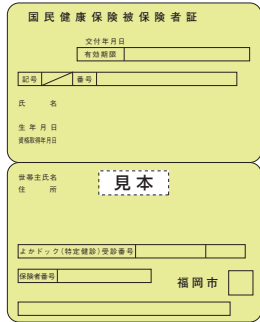 国民健康保険被保険者証
交付年月日
有効期限
記号 番号
氏 名
生年月日
資格取得年月日
世帯主氏名
住 所
見本
よかドック(特定健診)受診番号
保険者番号
福岡市